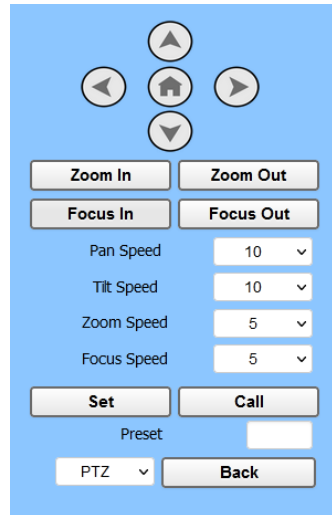 Zoom In Zoom Out
Focus In Focus Out
Pan Speed 10
Tilt Speed 10
Zoom Speed 5
Focus Speed 5
Set Call
Preset
PTZ Back